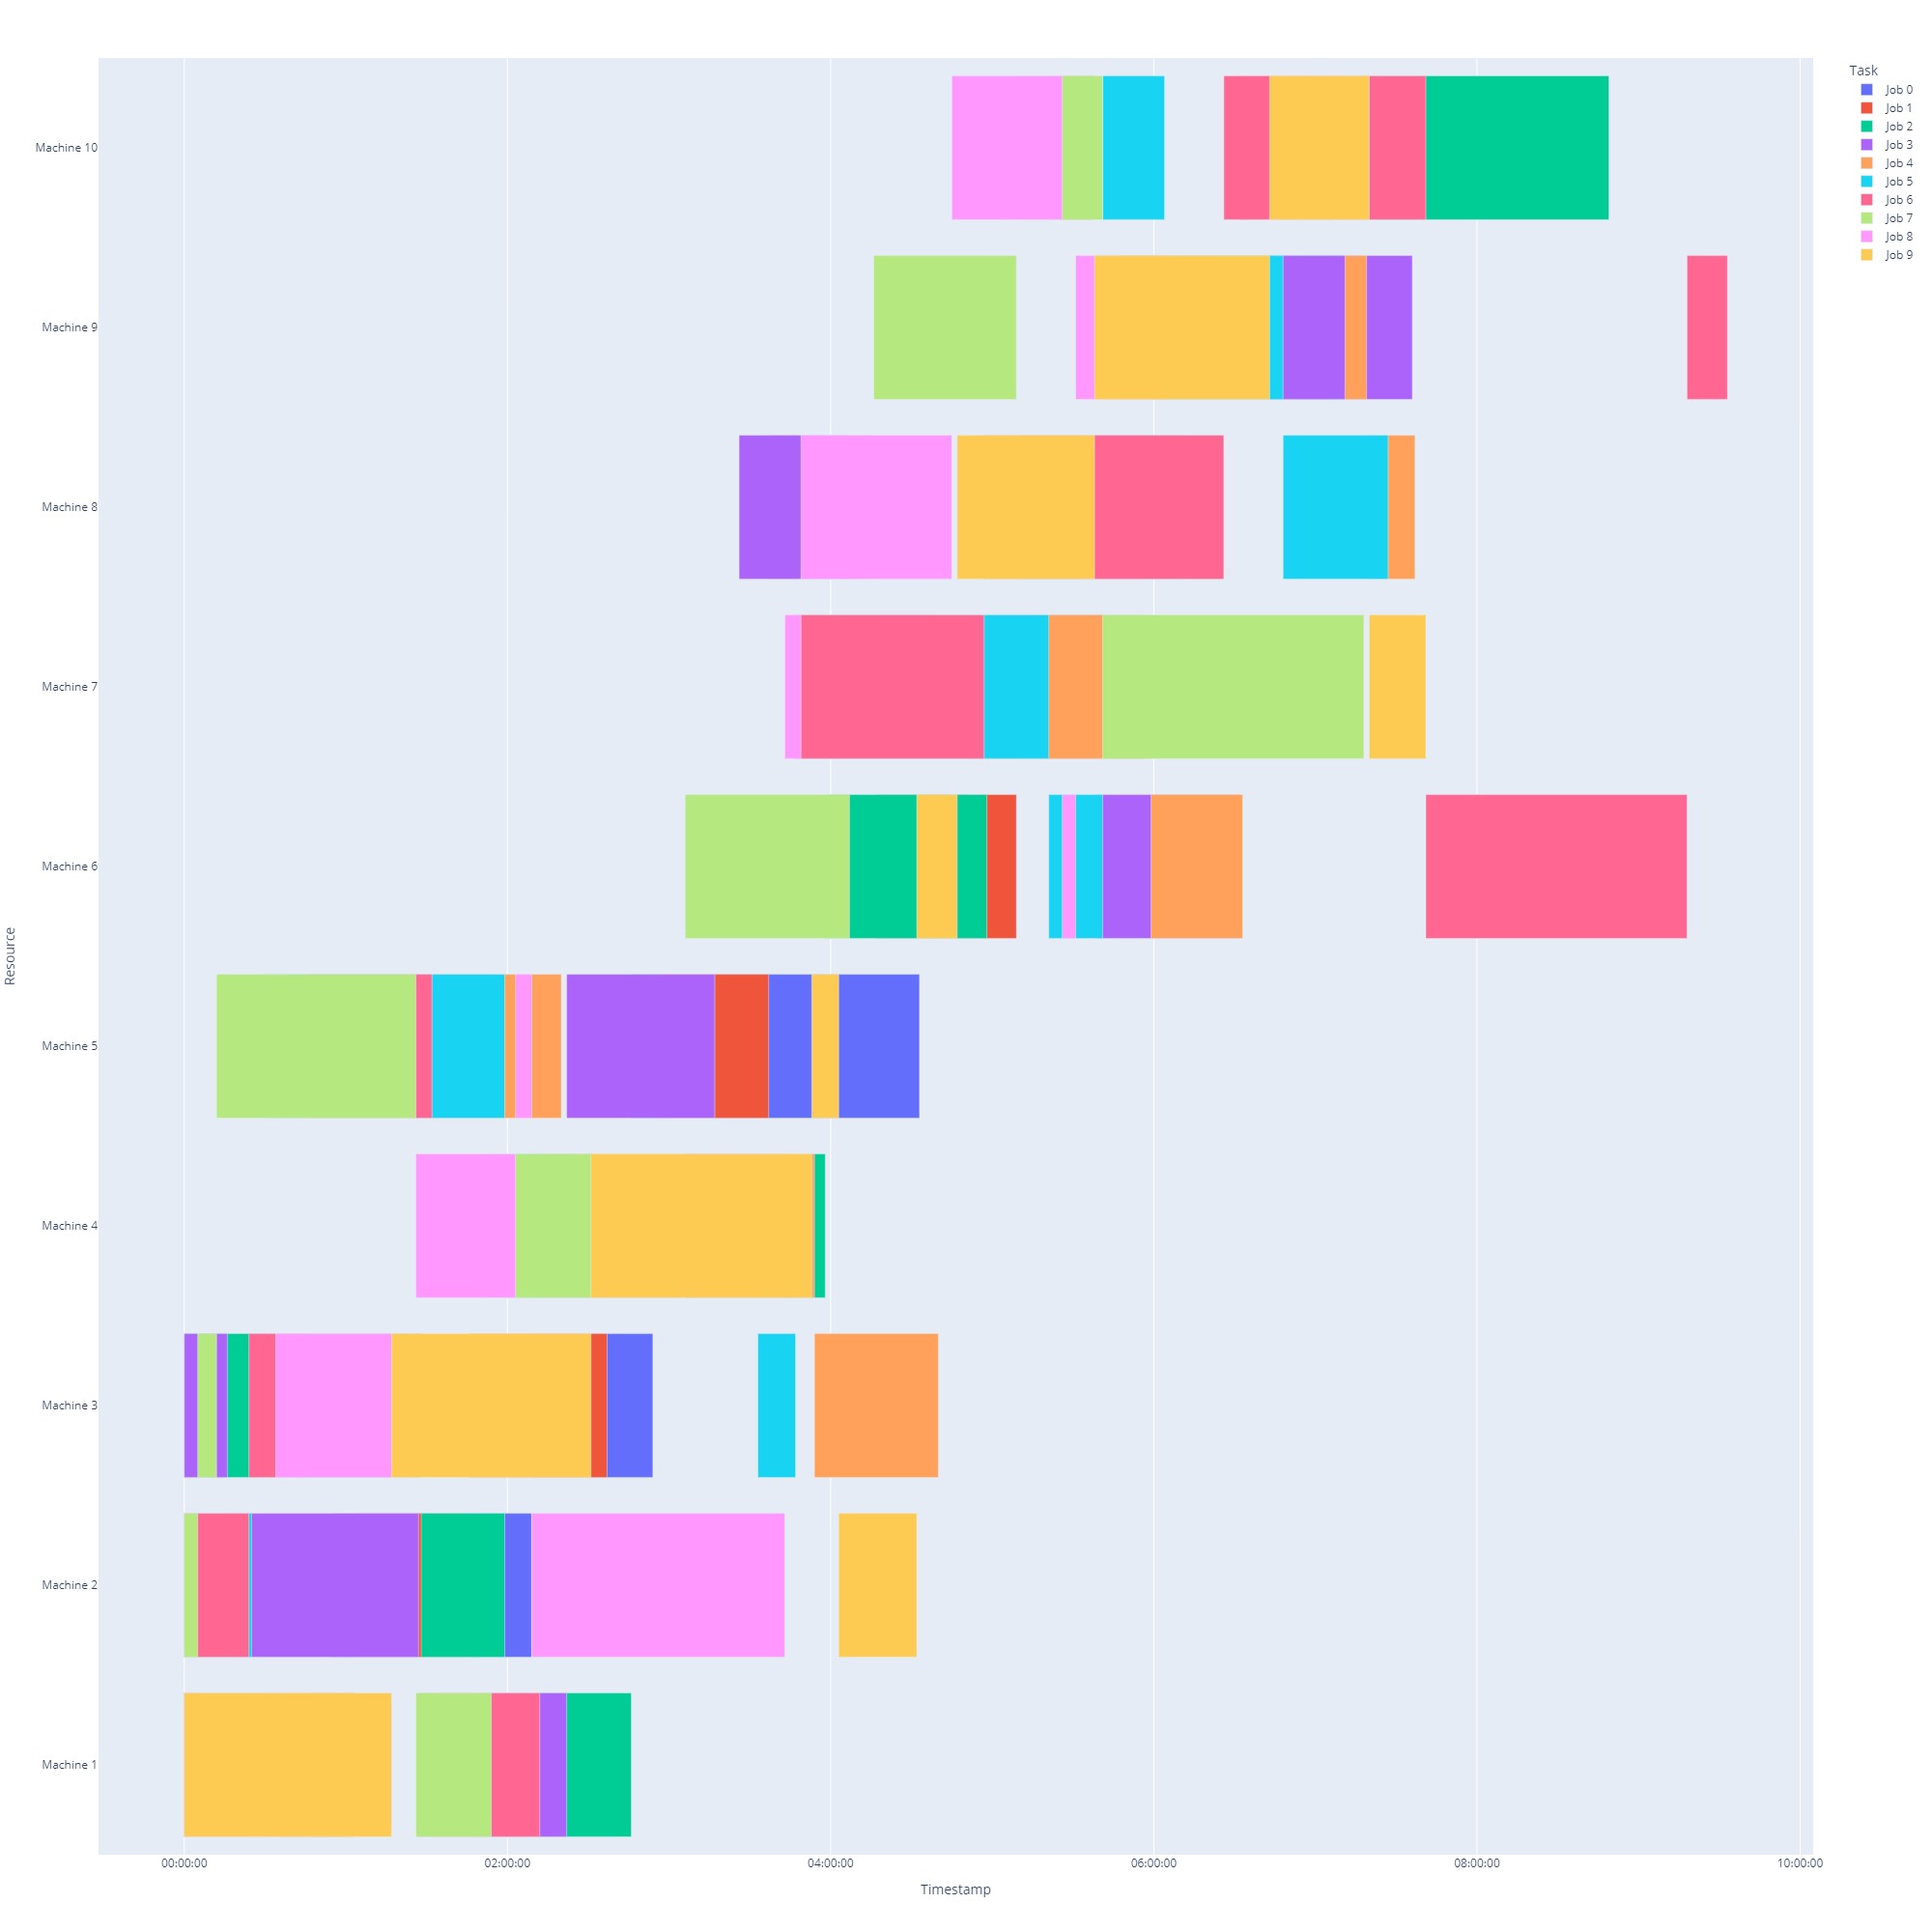 Task
Job 0
Job 1
Job 2
Job 3
Job 4
Job 5
Job 6
Job 7
Job 8
Job 9
Machine 10
Machine 9
Machine 8
Machine 7
Machine 6
Machine 5
Machine 4
Machine 3
Machine 2
Machine 1
Resource
00:00:00 02:00:00 04:00:00 06:00:00 08:00:00 10:00:00
Timestamp